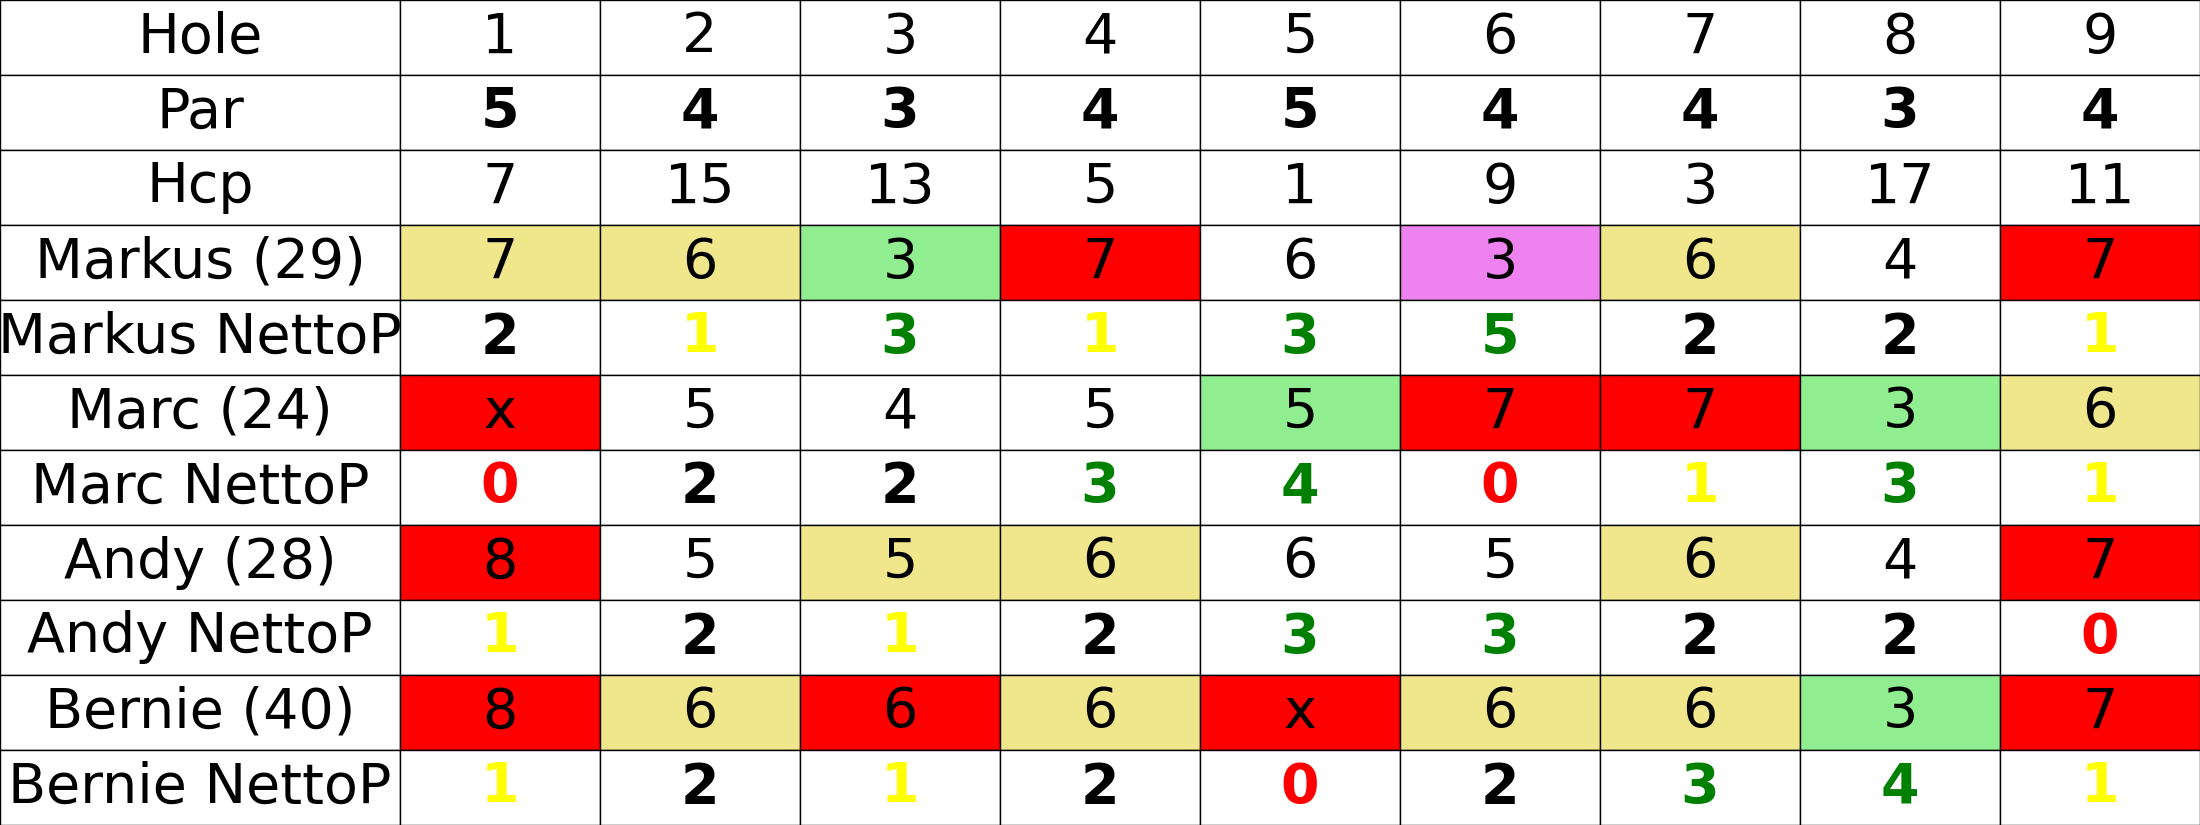 Hole 1 2 3 4 5 6 7 8 9
Par 5 4 3 4 5 4 4 3 4
Hcp 7 15 13 5 1 9 3 17 11
Markus (29) 7 6 3 7 6 3 6 4 7
Markus NettoP 2 1 3 1 3 5 2 2 1
Marc (24) x 5 4 5 5 7 7 3 6
Marc NettoP 0 2 2 3 4 0 1 3 1
Andy (28) 8 5 5 6 6 5 6 4 7
Andy NettoP 1 2 1 2 3 3 2 2 0
Bernie (40) 8 6 6 6 x 6 6 3 7
Bernie NettoP 1 2 1 2 0 2 3 4 1